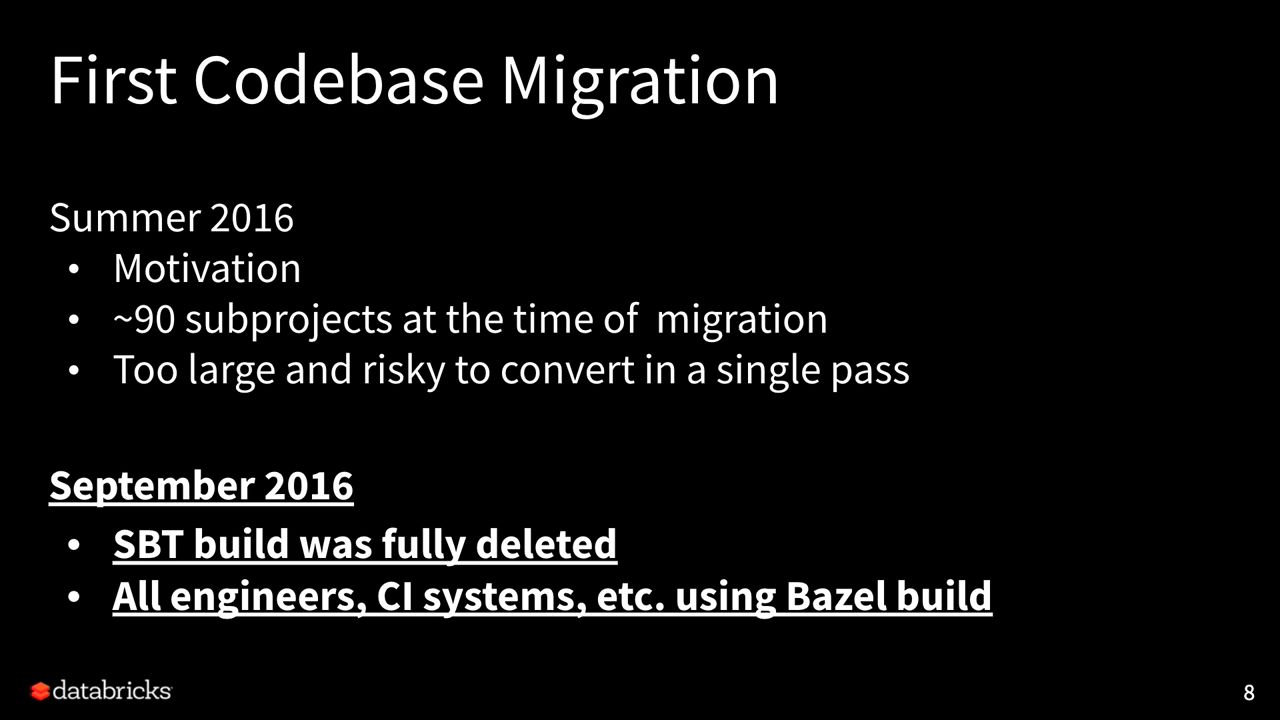 First Codebase Migration
Summer 2016
• Motivation
• ~90 subprojects at the time of  migration
• Too large and risky to convert in a single pass
September 2016
• SBT build was fully deleted
• All engineers, CI systems, etc. using Bazel build
databricks
8